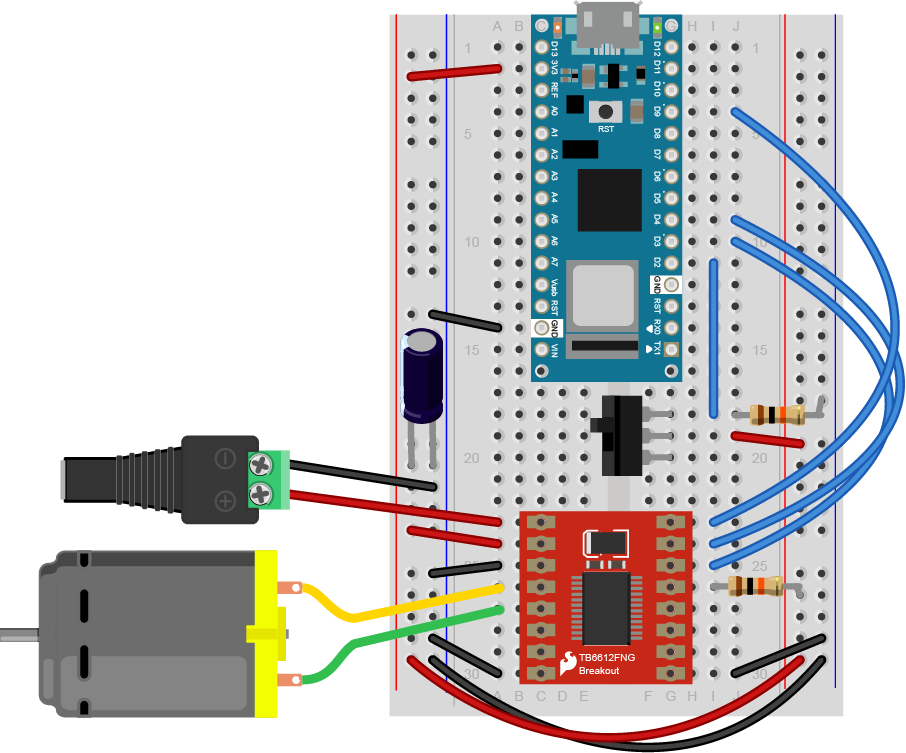 A B C G H I J
1 1
D13 D12
3V3 D11
REF D10
A0 D9
RST
5 A1 D8 5
A2 D7
A3 D6
A4 D5
A5 D4
10 A6 D3 10
A7 D2
Vusb GND
RST RST
GND RX0
15 VIN TX1 15
20 20
25 25
TB6612FNG
Breakout
30 30
A B C D E F G H I J